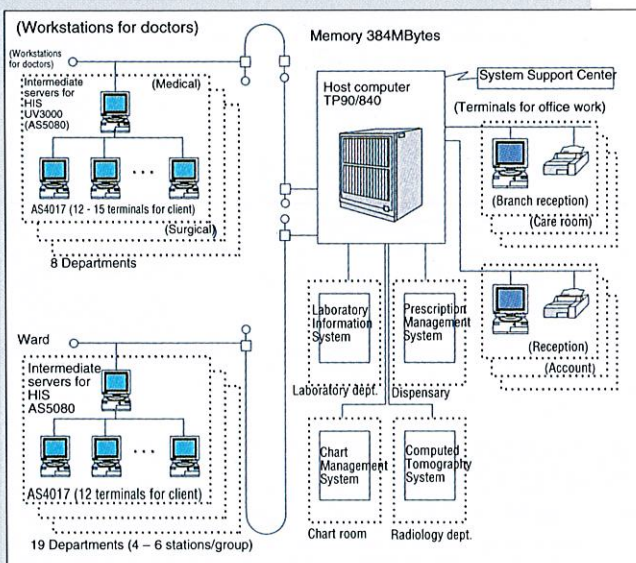 (Workstations for doctors)
(Workstations
for doctors)
Intermediate
servers for
HIS
UV3000
(AS5080)
(Medical)
AS4017 (12 - 15 terminals for client)
(Surgical)
8 Departments
Ward
Intermediate
servers for
HIS
AS5080
AS4017 (12 terminals for client)
19 Departments (4 – 6 stations/group)
Memory 384MBytes
Host computer
TP90/840
System Support Center
(Terminals for office work)
(Branch reception)
(Care room)
(Reception)
(Account)
Laboratory
Information
System
Laboratory dept.
Prescription
Management
System
Dispensary
Chart
Management
System
Chart room
Computed
Tomography
System
Radiology dept.